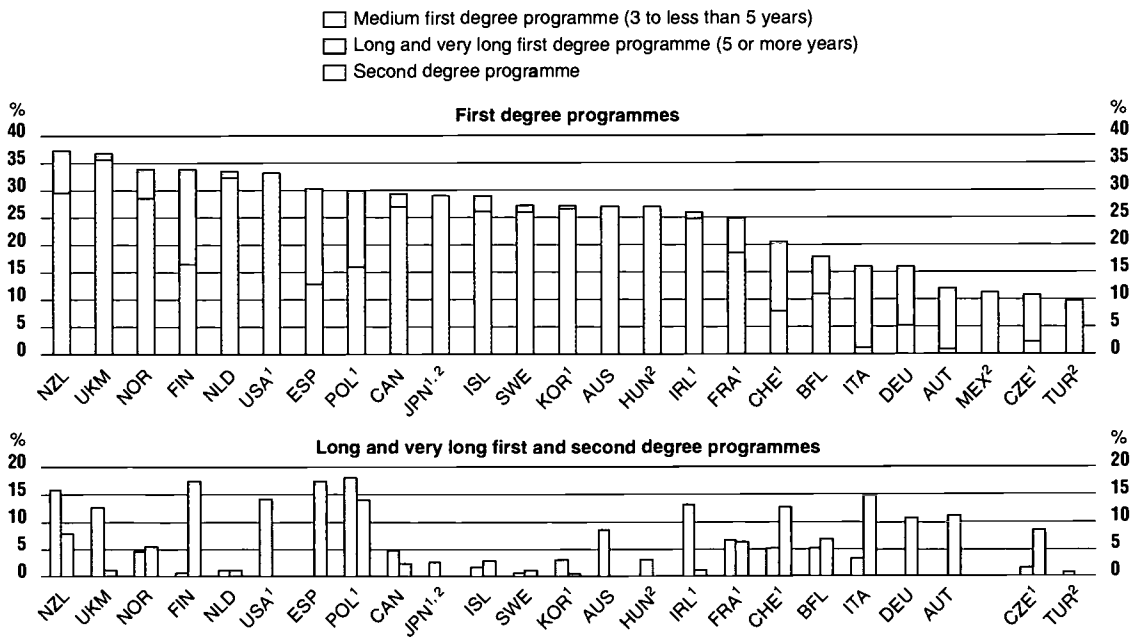 Medium first degree programme (3 to less than 5 years)
Long and very long first degree programme (5 or more years)
Second degree programme
% First degree programmes %
40 40
35 35
30 30
25 25
20 20
15 15
10 10
5 5
0 0
NZL UKM NOR FIN NLD USA¹ ESP POL¹ CAN JPN¹·² ISL SWE KOR¹ AUS HUN² IRL¹ FRA¹ CHE¹ BFL ITA DEU AUT MEX² CZE¹ TUR²
% Long and very long first and second degree programmes %
20 20
15 15
10 10
5 5
0 0
NZL UKM NOR FIN NLD USA¹ ESP POL¹ CAN JPN¹·² ISL SWE KOR¹ AUS HUN² IRL¹ FRA¹ CHE¹ BFL ITA DEU AUT CZE¹ TUR²